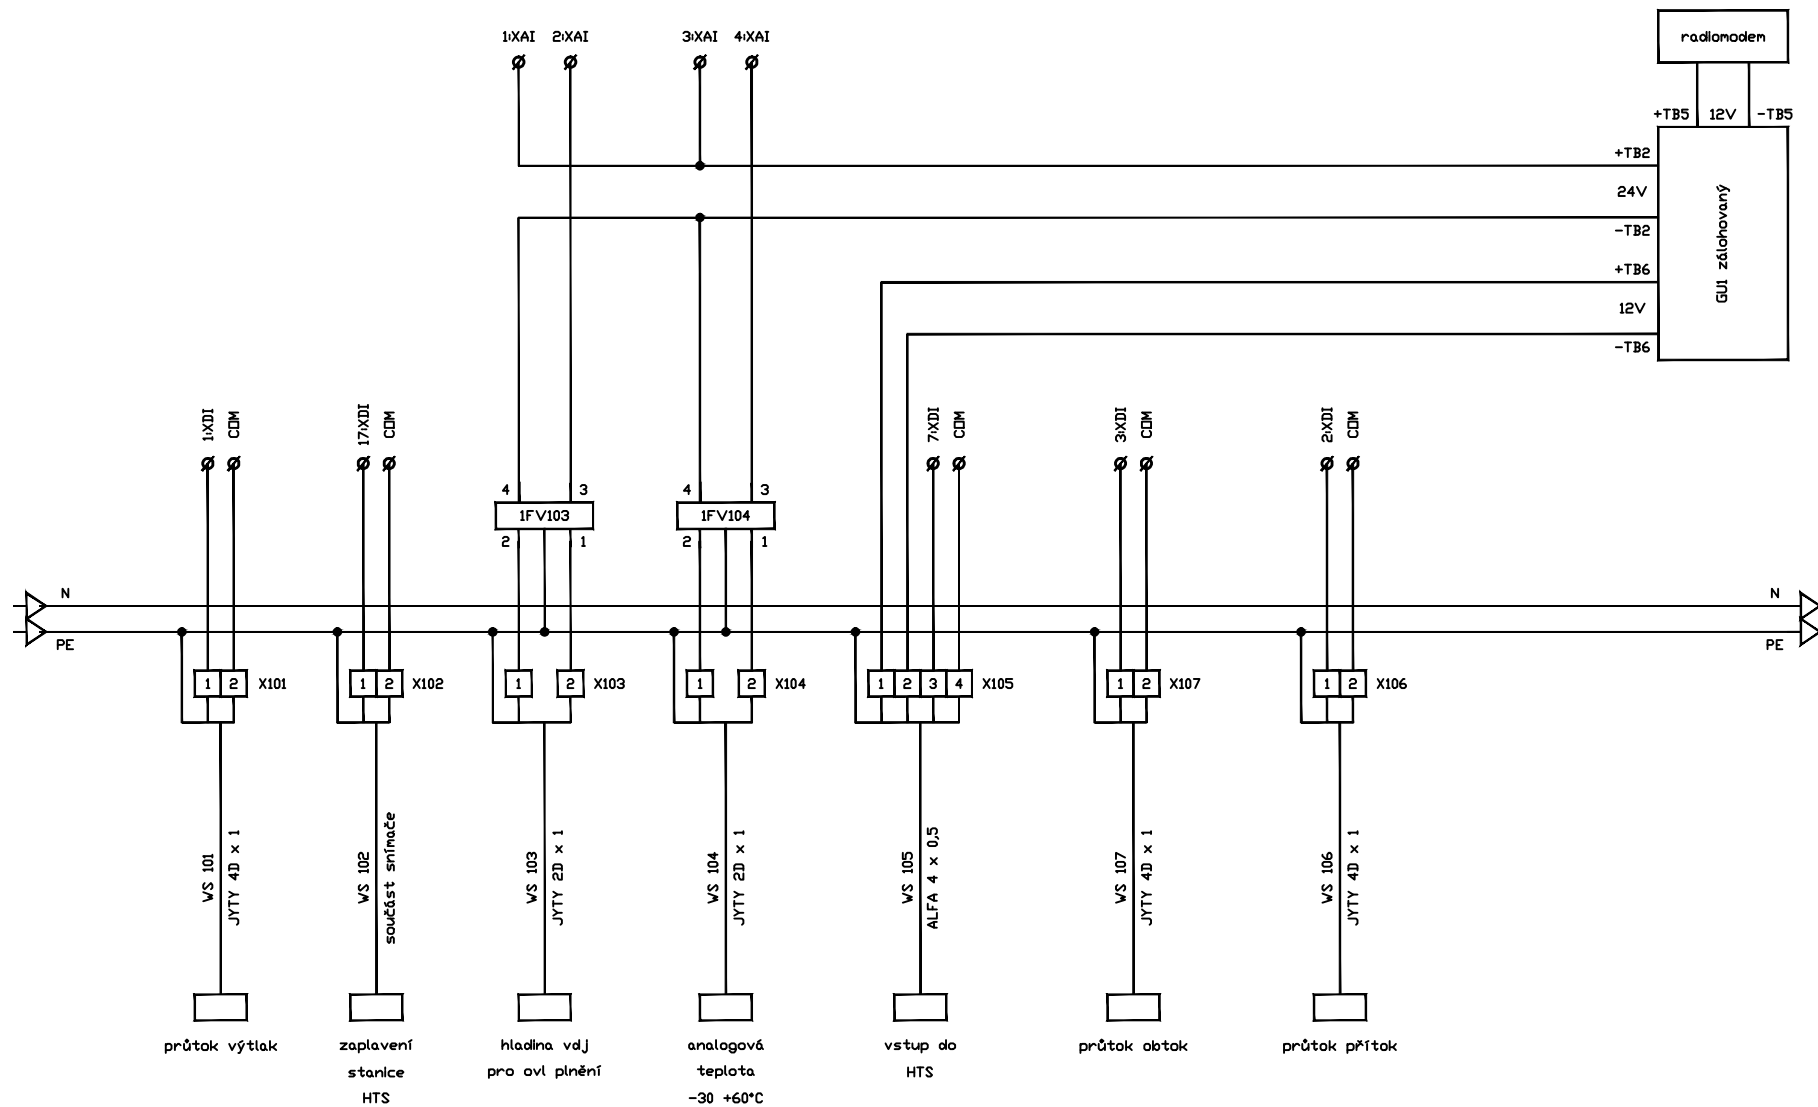 1:XAI 2:XAI 3:XAI 4:XAI
radiomodem
+TB5 12V -TB5
+TB2
24V
-TB2
+TB6
12V
-TB6
GU1 zálohovaný
1:XDI COM 17:XDI COM 7:XDI COM 3:XDI COM 2:XDI COM
4 3 4 3
1FV103 1FV104
2 1 2 1
N N
PE PE
1 2 X101 1 2 X102 1 2 X103 1 2 X104 1 2 3 4 X105 1 2 X107 1 2 X106
WS 101
JYTY 4D x 1
WS 102
součást snímače
WS 103
JYTY 2D x 1
WS 104
JYTY 2D x 1
WS 105
ALFA 4 x 0,5
WS 107
JYTY 4D x 1
WS 106
JYTY 4D x 1
průtok výtlak
zaplavení
stanice
HTS
hladina vdj
pro ovl plnění
analogová
teplota
-30 +60°C
vstup do
HTS
průtok obtok
průtok přítok